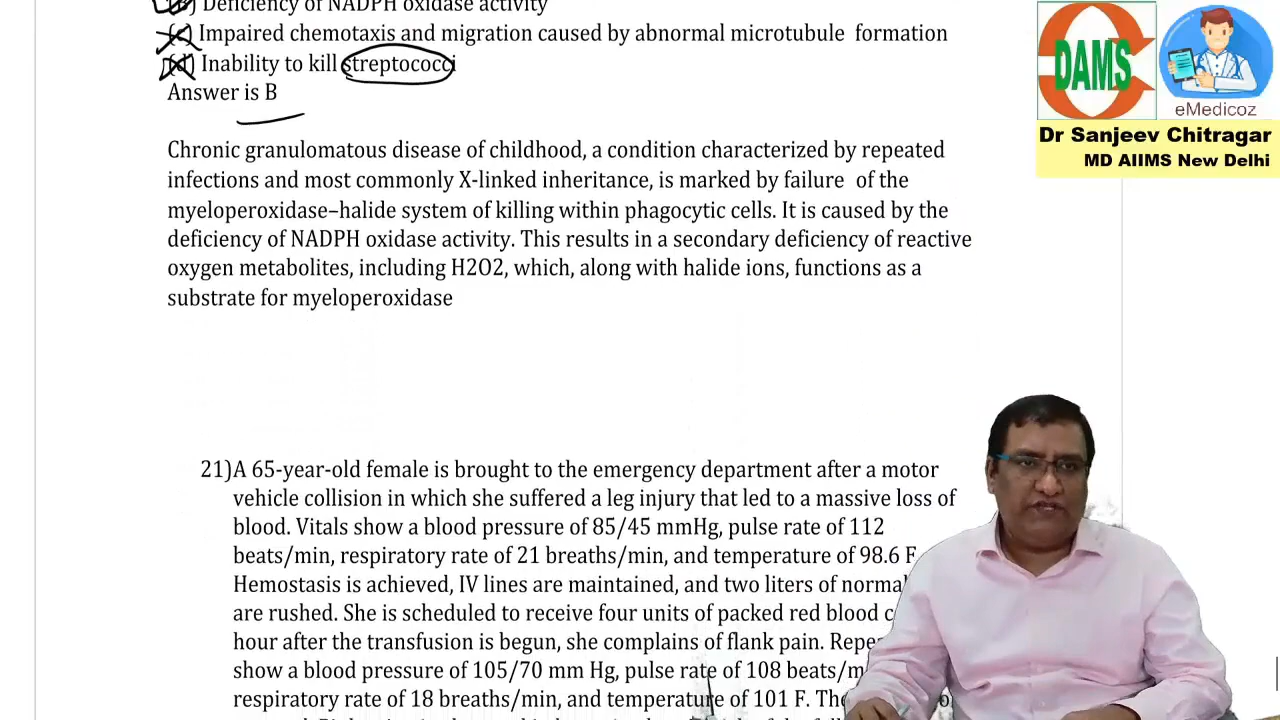 Deficiency of NADPH oxidase activity
(c) Impaired chemotaxis and migration caused by abnormal microtubule formation
(d) Inability to kill streptococci
Answer is B
Chronic granulomatous disease of childhood, a condition characterized by repeated
infections and most commonly X-linked inheritance, is marked by failure of the
myeloperoxidase–halide system of killing within phagocytic cells. It is caused by the
deficiency of NADPH oxidase activity. This results in a secondary deficiency of reactive
oxygen metabolites, including H2O2, which, along with halide ions, functions as a
substrate for myeloperoxidase
21)A 65-year-old female is brought to the emergency department after a motor
vehicle collision in which she suffered a leg injury that led to a massive loss of
blood. Vitals show a blood pressure of 85/45 mmHg, pulse rate of 112
beats/min, respiratory rate of 21 breaths/min, and temperature of 98.6 F
Hemostasis is achieved, IV lines are maintained, and two liters of normal
are rushed. She is scheduled to receive four units of packed red blood
hour after the transfusion is begun, she complains of flank pain.
show a blood pressure of 105/70 mm Hg, pulse rate of 108
respiratory rate of 18 breaths/min, and temperature of 101 F.
DAMS
eMedicoz
Dr Sanjeev Chitragar
MD AIIMS New Delhi